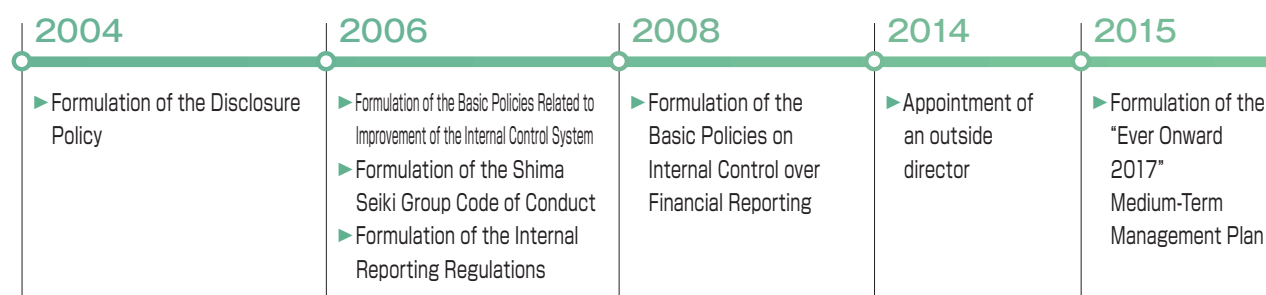 2004
►Formulation of the Disclosure
Policy
2006
►Formulation of the Basic Policies Related to
Improvement of the Internal Control System
►Formulation of the Shima
Seiki Group Code of Conduct
►Formulation of the Internal
Reporting Regulations
2008
►Formulation of the
Basic Policies on
Internal Control over
Financial Reporting
2014
►Appointment of
an outside
director
2015
►Formulation of the
“Ever Onward
2017”
Medium-Term
Management Plan